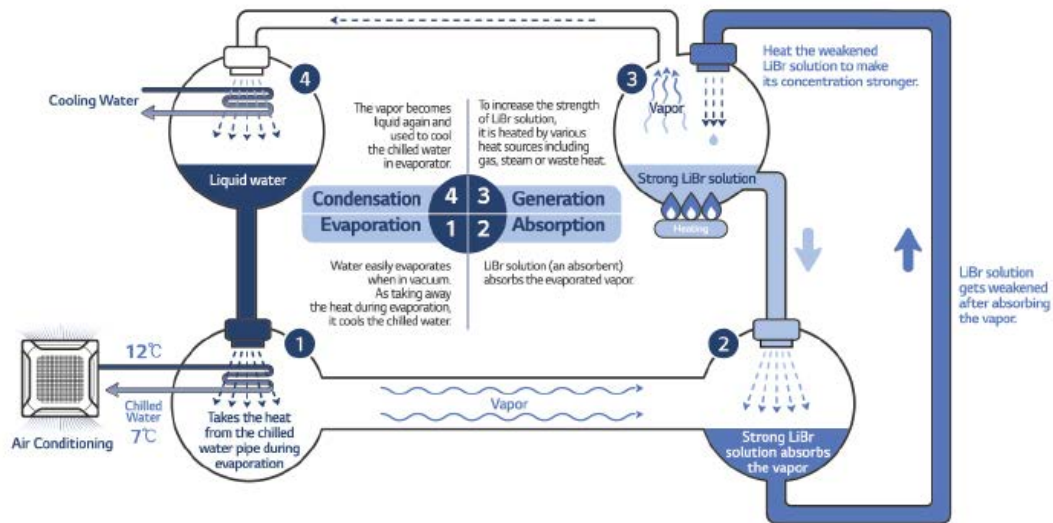 4
Cooling Water
Liquid water
The vapor becomes
liquid again and
used to cool
the chilled water
in evaporator.
To increase the strength
of LiBr solution,
it is heated by various
heat sources including
gas, steam or waste heat.
3
Vapor
Strong LiBr solution
Heating
Heat the weakened
LiBr solution to make
its concentration stronger.
Condensation 4 3 Generation
Evaporation 1 2 Absorption
Water easily evaporates
when in vacuum.
As taking away
the heat during evaporation,
it cools the chilled water.
LiBr solution (an absorbent)
absorbs the evaporated vapor.
LiBr solution
gets weakened
after absorbing
the vapor.
1
12℃
Chilled
Water
7℃
Air Conditioning
Takes the heat
from the chilled
water pipe during
evaporation
Vapor
2
Strong LiBr
solution absorbs
the vapor